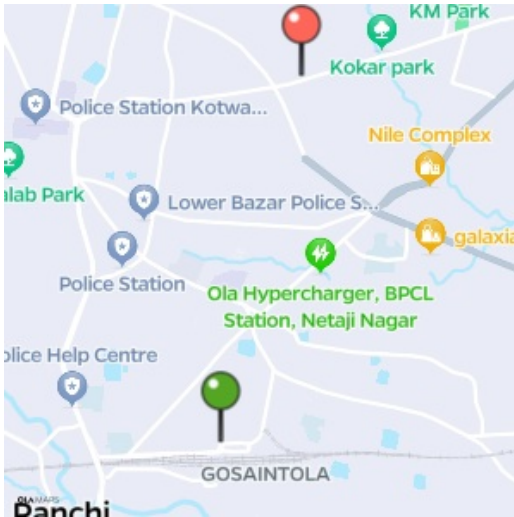 KM Park
Kokar park
Police Station Kotwa...
Nile Complex
alab Park
Lower Bazar Police S...
galaxia
Police Station
Ola Hypercharger, BPCL
Station, Netaji Nagar
olice Help Centre
GOSAINTOLA
OLA MAPS
Ranchi